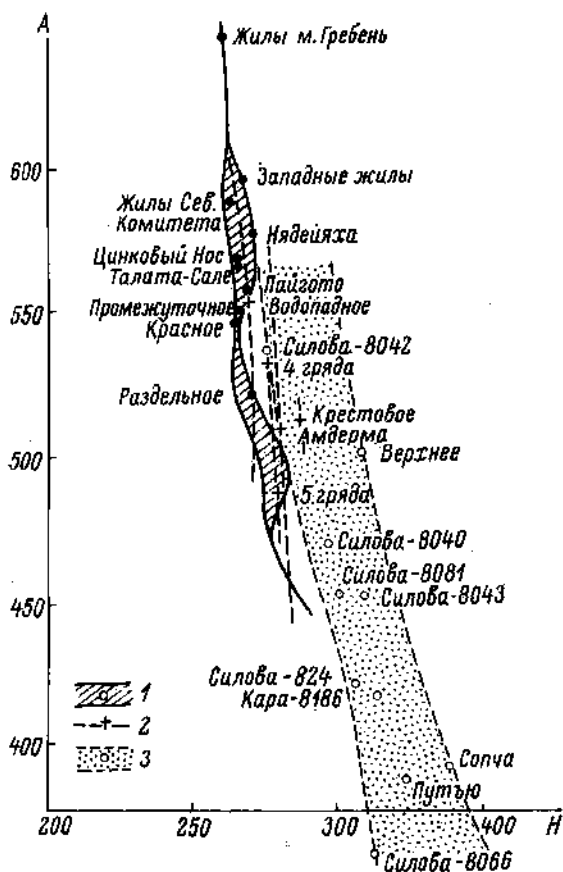 А
Жилы м. Гребень
600
Западные жилы
Жилы Сев.
Комитета
Нядейяха
Цинковый Нос
Талата-Сале
Пайгото
Промежуточное
Водопадное
550
Красное
Силова-8042
4 гряда
Раздельное
Крестовое
Амдерма
500
Верхнее
5 гряда
Силова-8040
Силова-8081
450
Силова-8043
Силова-824
Кара-8186
1
2
400
3
Сопча
Путью
200
250
300
400
Н
Силова-8066